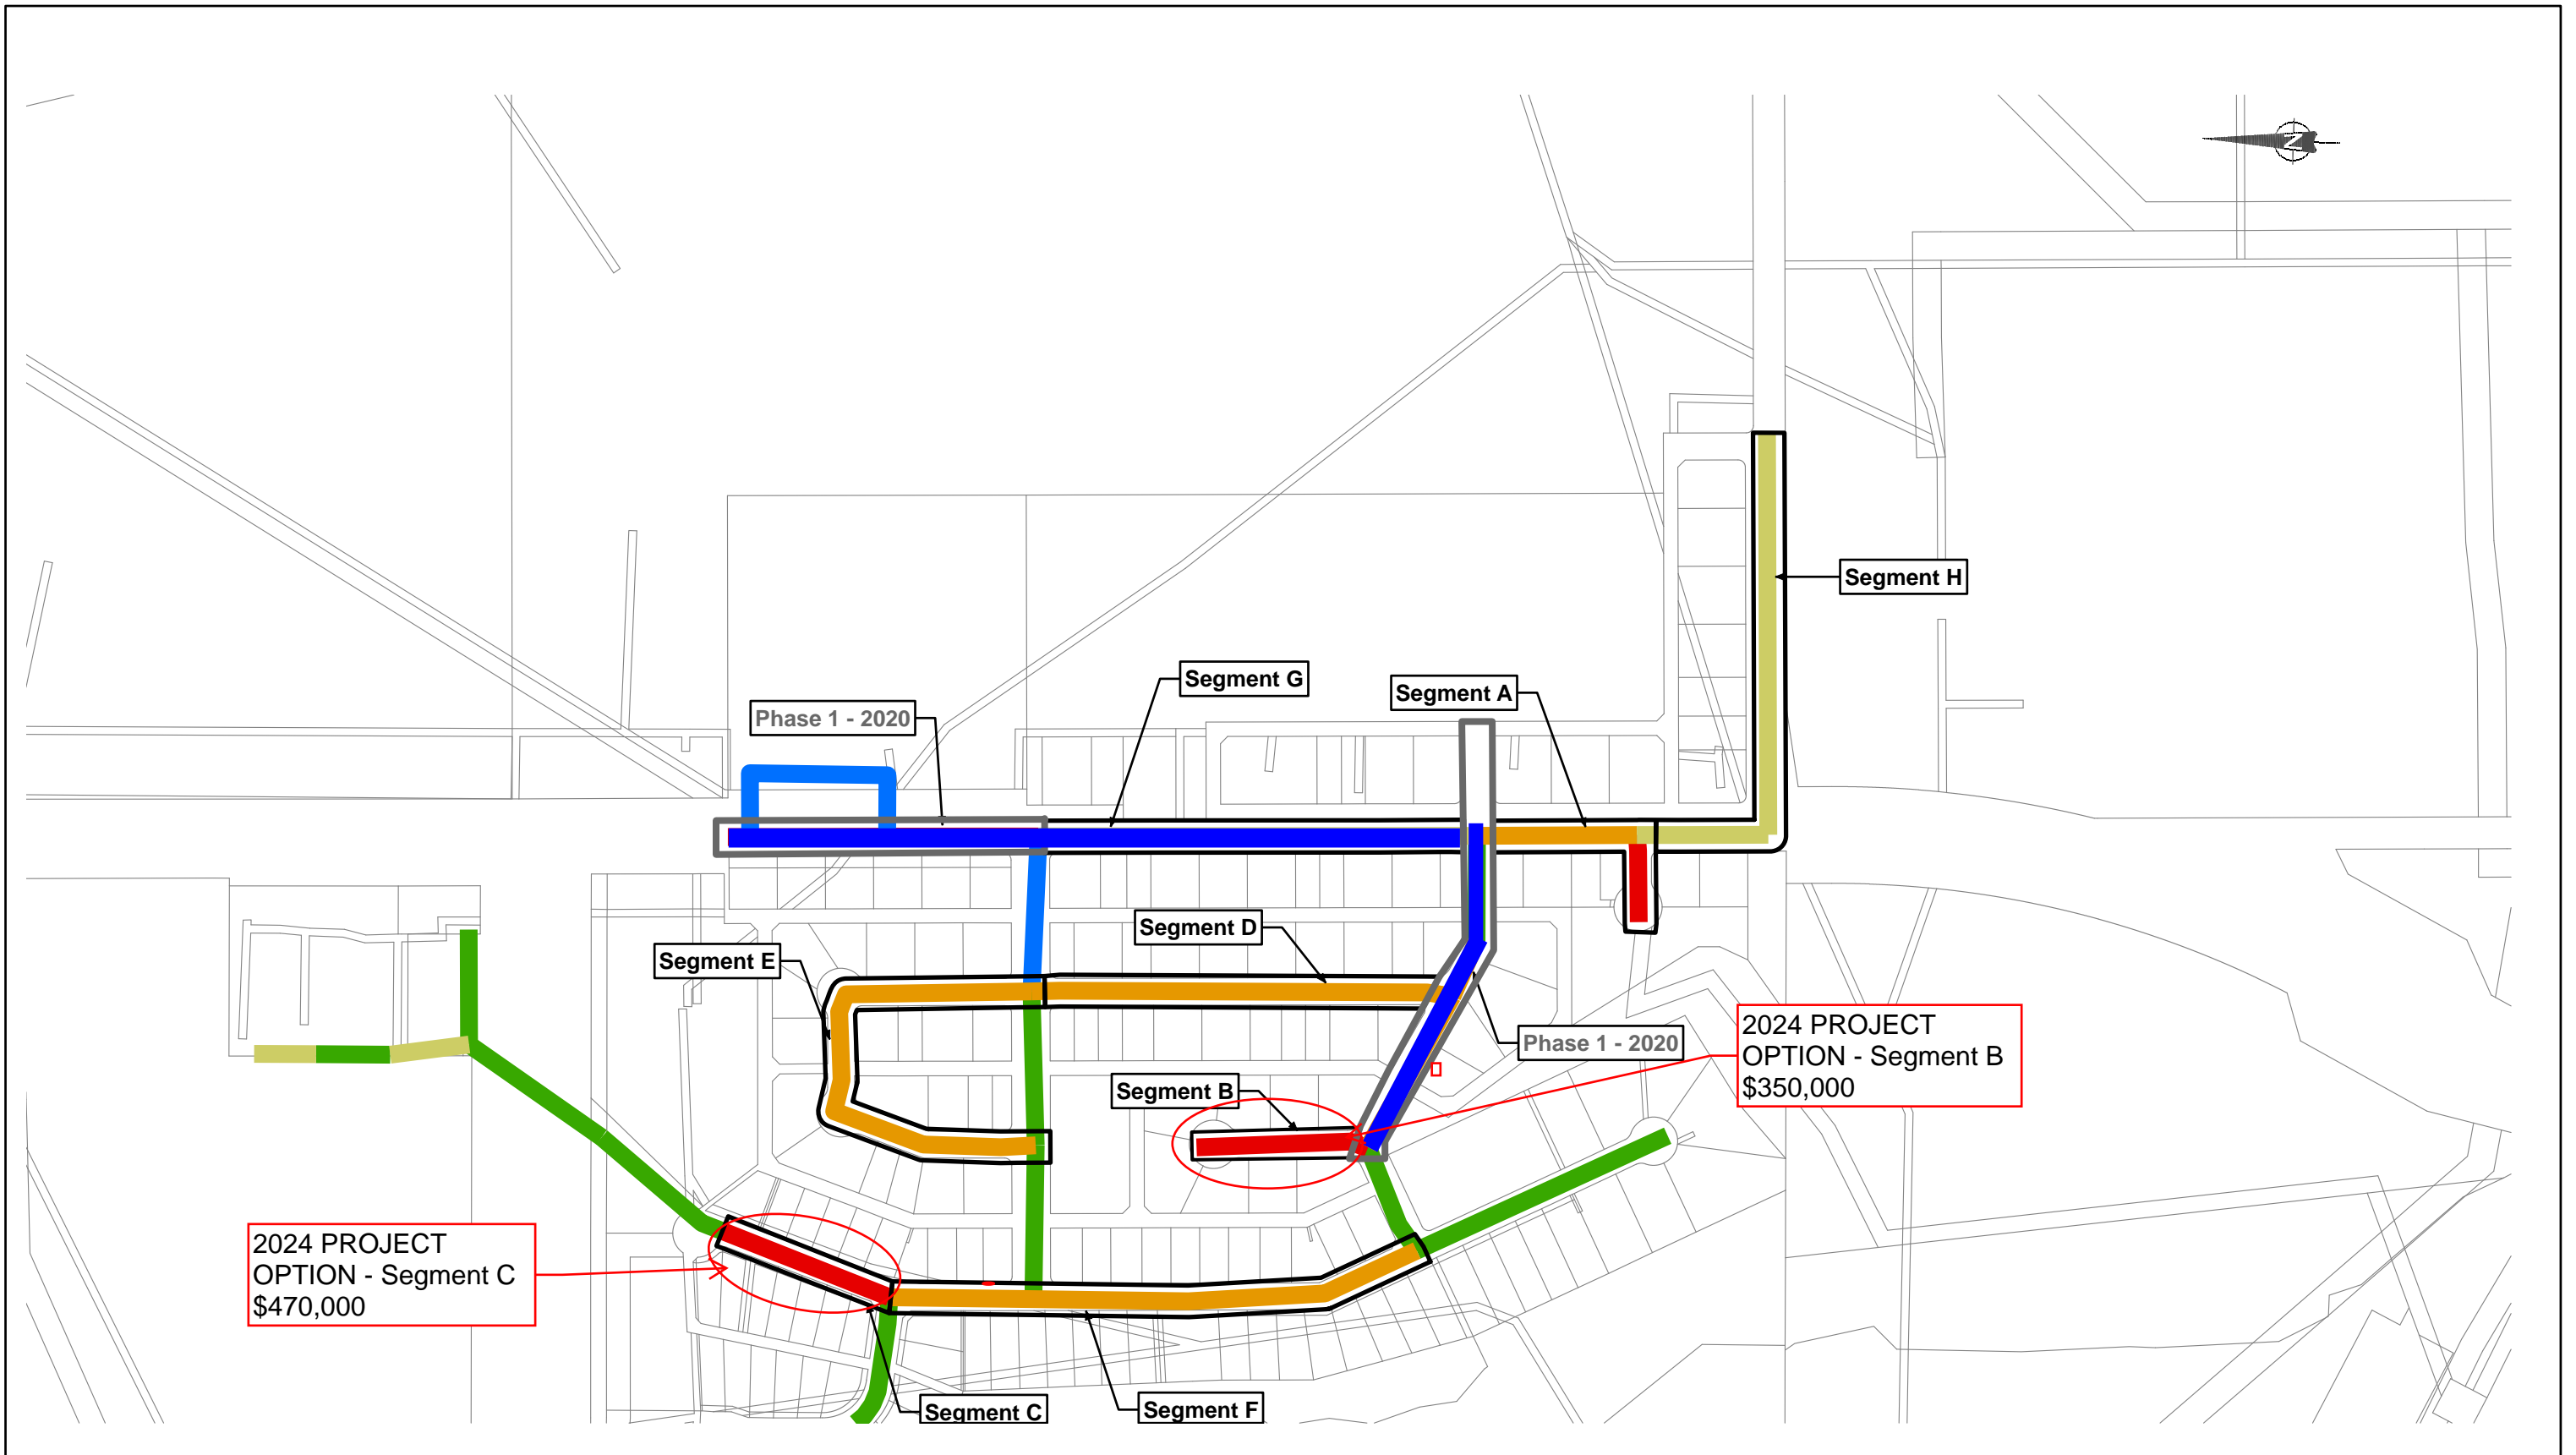 N
Segment H
Segment G
Segment A
Phase 1 - 2020
Segment D
Segment E
2024 PROJECT
OPTION - Segment B
$350,000
Phase 1 - 2020
Segment B
2024 PROJECT
OPTION - Segment C
$470,000
Segment C
Segment F